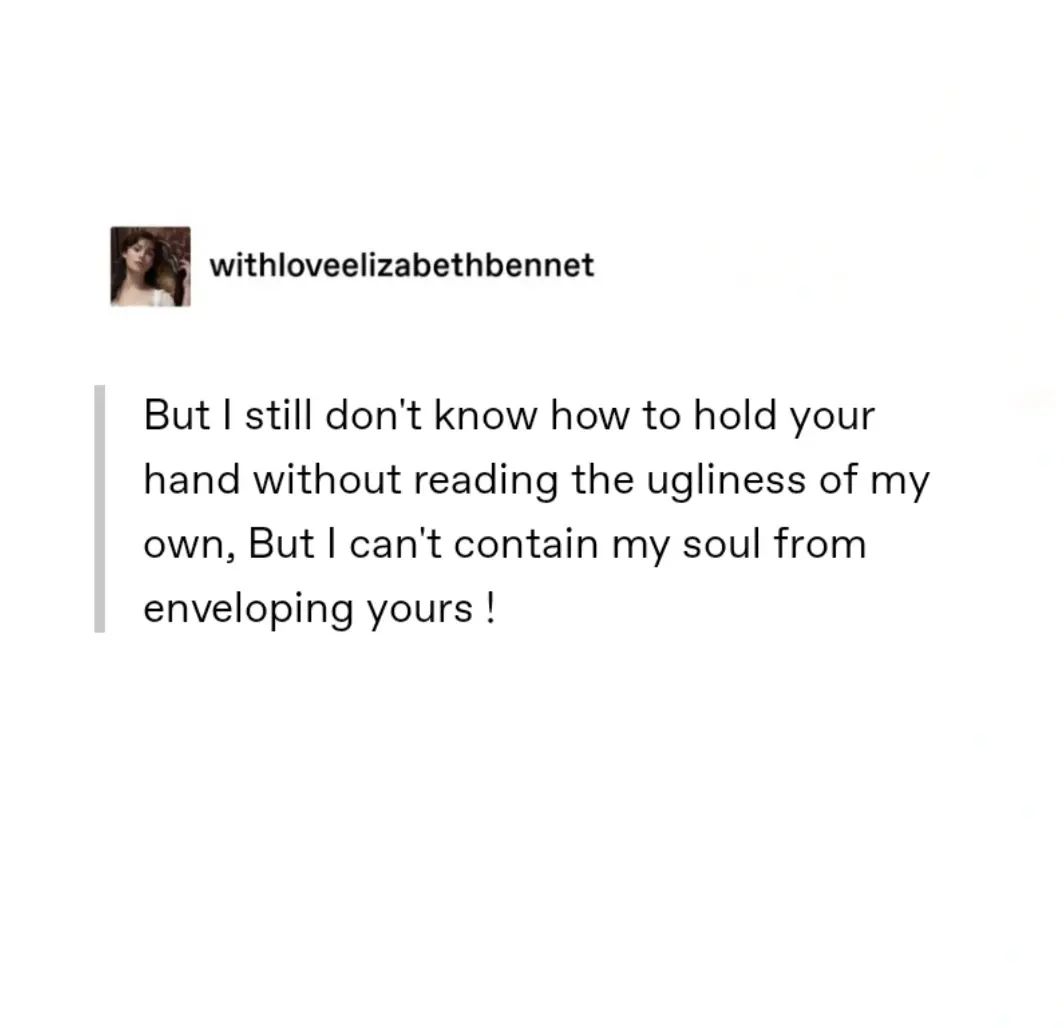 withloveelizabethbennet
But I still don't know how to hold your
hand without reading the ugliness of my
own, But I can't contain my soul from
enveloping yours !